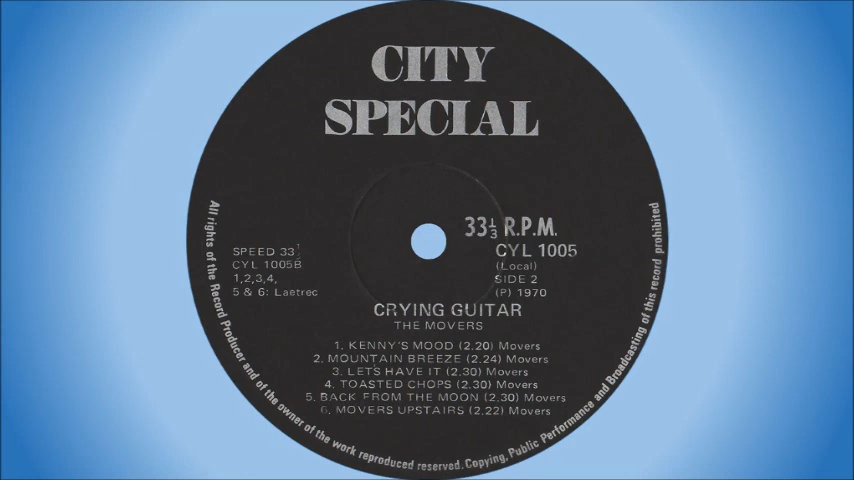 CITY
SPECIAL
33⅓ R.P.M.
CYL 1005
(Local)
SIDE 2
(P) 1970
SPEED 33⅓
CYL 1005B
1,2,3,4,
5 & 6: Laetrec
CRYING GUITAR
THE MOVERS
1. KENNY'S MOOD (2.20) Movers
2. MOUNTAIN BREEZE (2.24) Movers
3. LET'S HAVE IT (2.30) Movers
4. TOASTED CHOPS (2.30) Movers
5. BACK FROM THE MOON (2.30) Movers
6. MOVERS UPSTAIRS (2.22) Movers
All rights of the Record Producer and of the owner of the work reproduced reserved. Copying, Public Performance and Broadcasting of this record prohibited